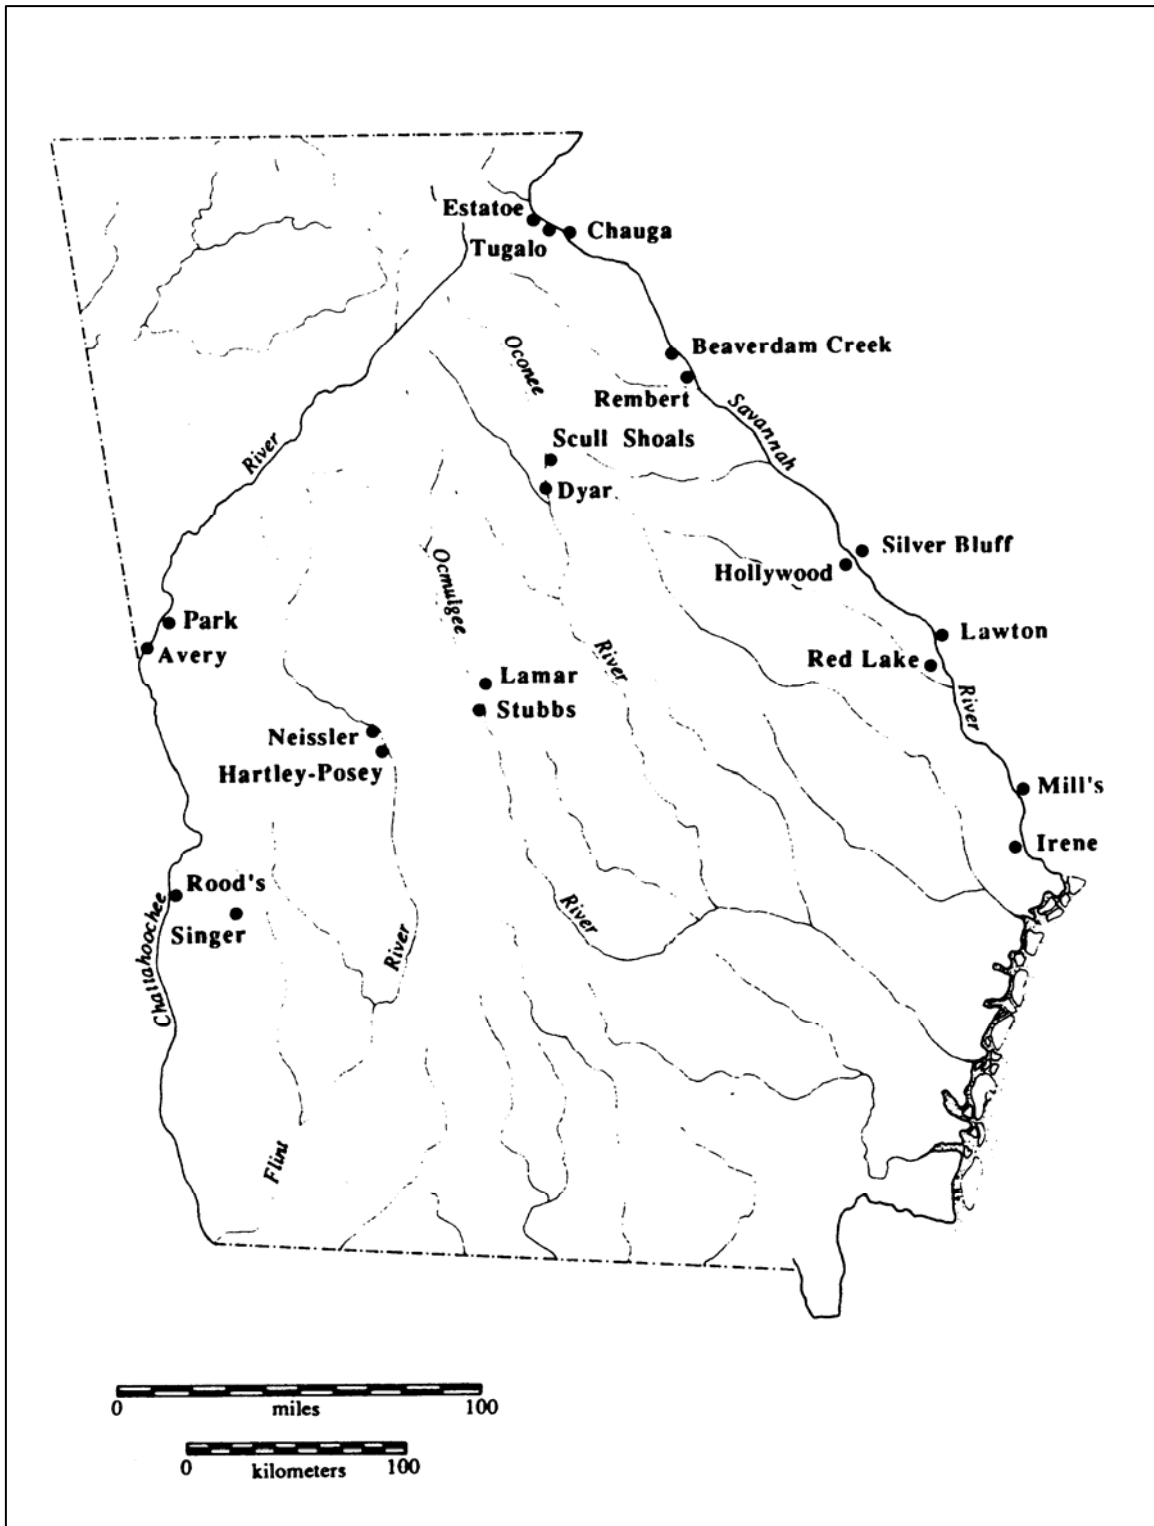 Estatoe
Chauga
Tugalo
Oconee
Beaverdam Creek
Rembert
Savannah
River
Scull Shoals
Dyar
Silver Bluff
Hollywood
Ocmulgee
Park
Avery
Lawton
Red Lake
River
Lamar
Stubbs
River
Neissler
Hartley-Posey
Mill's
Irene
Rood's
Singer
River
River
Challahoochee
Flint
0 miles 100
0 kilometers 100